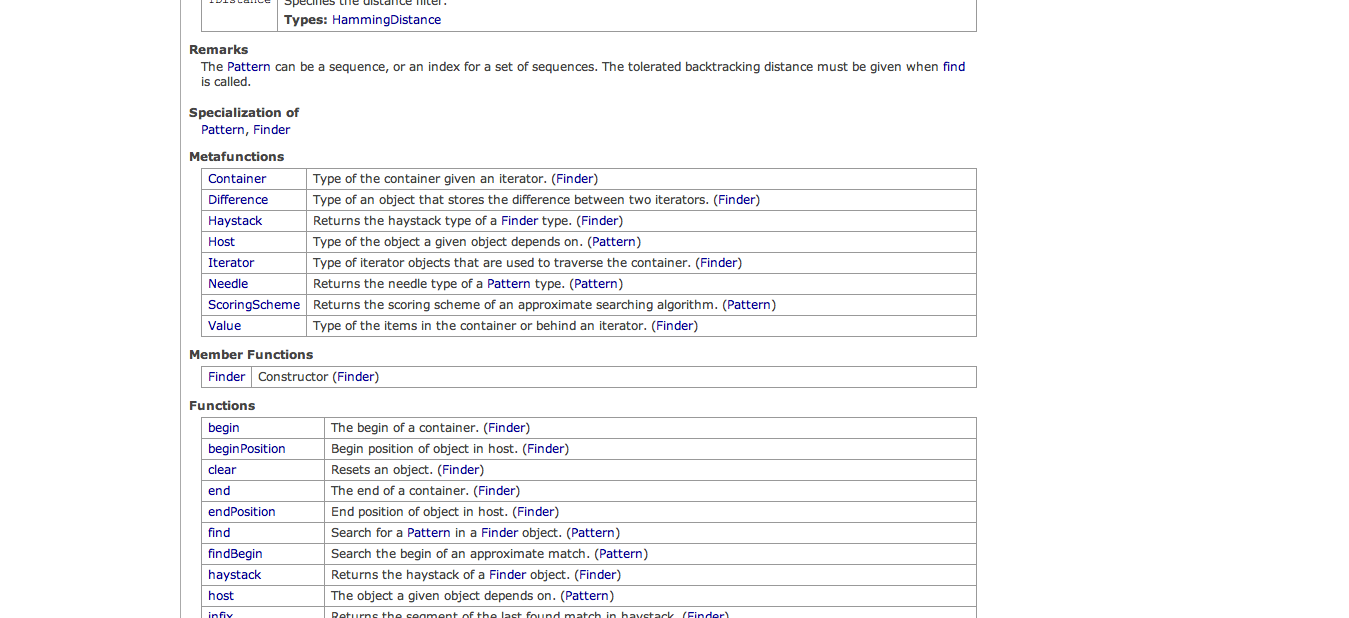 TDistance Specifies the distance filter.
Types: HammingDistance
Remarks
The Pattern can be a sequence, or an index for a set of sequences. The tolerated backtracking distance must be given when find
is called.
Specialization of
Pattern, Finder
Metafunctions
Container Type of the container given an iterator. (Finder)
Difference Type of an object that stores the difference between two iterators. (Finder)
Haystack Returns the haystack type of a Finder type. (Finder)
Host Type of the object a given object depends on. (Pattern)
Iterator Type of iterator objects that are used to traverse the container. (Finder)
Needle Returns the needle type of a Pattern type. (Pattern)
ScoringScheme Returns the scoring scheme of an approximate searching algorithm. (Pattern)
Value Type of the items in the container or behind an iterator. (Finder)
Member Functions
Finder Constructor (Finder)
Functions
begin The begin of a container. (Finder)
beginPosition Begin position of object in host. (Finder)
clear Resets an object. (Finder)
end The end of a container. (Finder)
endPosition End position of object in host. (Finder)
find Search for a Pattern in a Finder object. (Pattern)
findBegin Search the begin of an approximate match. (Pattern)
haystack Returns the haystack of a Finder object. (Finder)
host The object a given object depends on. (Pattern)
infix Returns the segment of the last found match in haystack. (Finder)